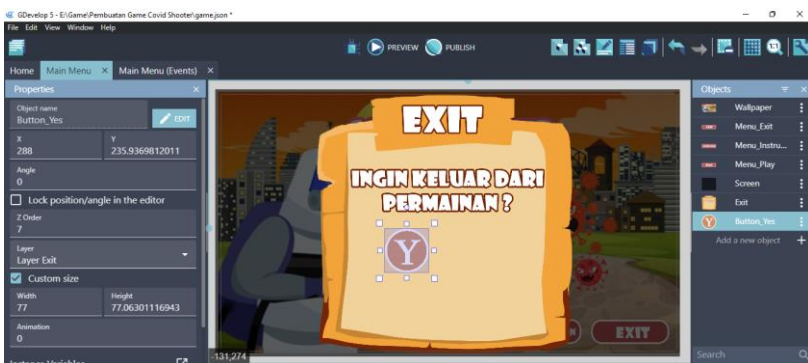 GDevelop 5 - E:\Game\Pembuatan Game Covid Shooter\game.json *
File Edit View Window Help
PREVIEW PUBLISH
Home Main Menu × Main Menu (Events) ×
Properties ×
Object name
Button_Yes
EDIT
X Y
288 235.9369812011
Angle
0
Lock position/angle in the editor
Z Order
7
Layer
Layer Exit
Custom size
Width Height
77 77.06301116943
Animation
0
Instance Variables
EXIT
INGIN KELUAR DARI
PERMAINAN ?
Y
EXIT
-131,274
Objects
Wallpaper
Menu_Exit
Menu_Instru...
Menu_Play
Screen
Exit
Button_Yes
Add a new object +
Search